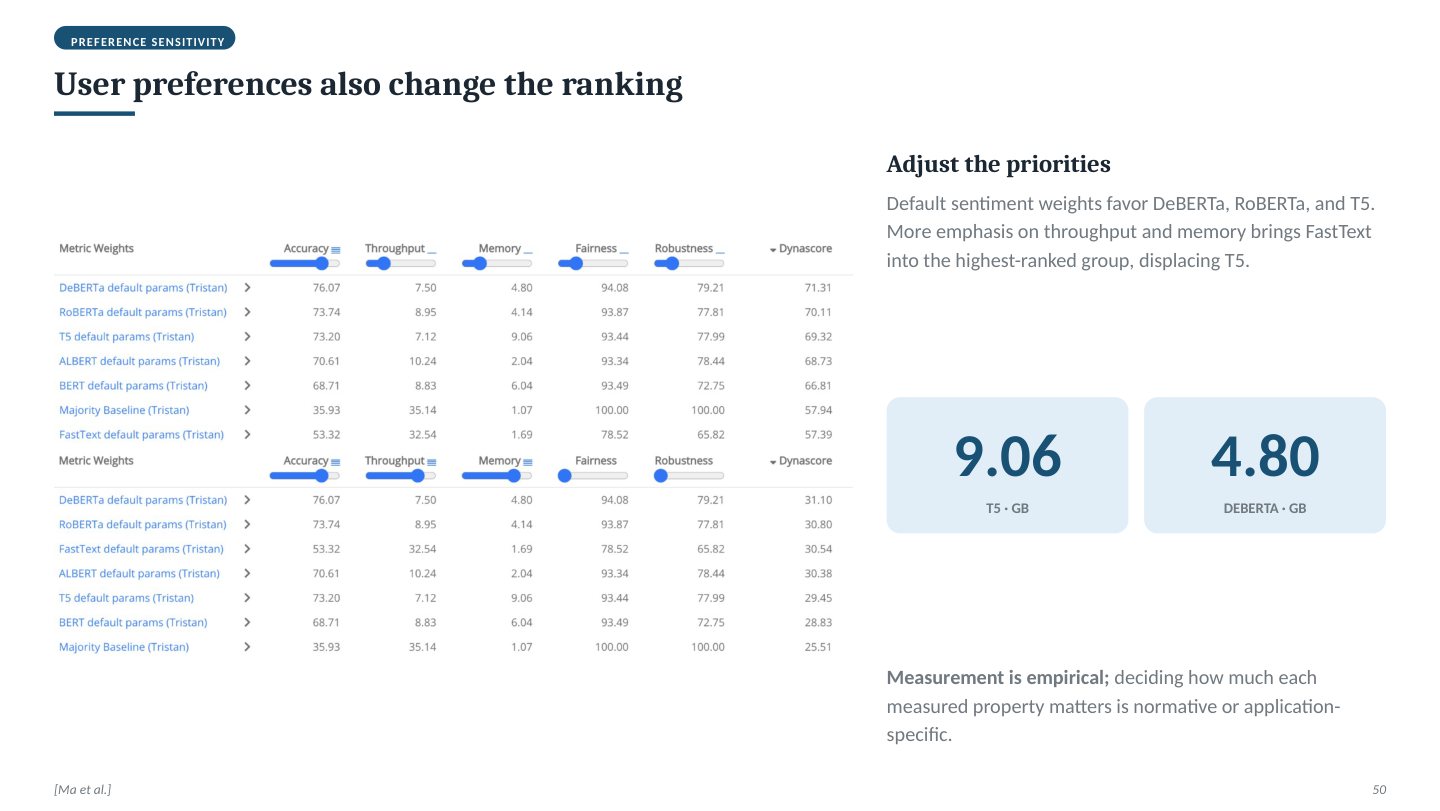 PREFERENCE SENSITIVITY
User preferences also change the ranking
Metric Weights Accuracy Throughput Memory Fairness Robustness Dynascore
DeBERTa default params (Tristan) 76.07 7.50 4.80 94.08 79.21 71.31
RoBERTa default params (Tristan) 73.74 8.95 4.14 93.87 77.81 70.11
T5 default params (Tristan) 73.20 7.12 9.06 93.44 77.99 69.32
ALBERT default params (Tristan) 70.61 10.24 2.04 93.34 78.44 68.73
BERT default params (Tristan) 68.71 8.83 6.04 93.49 72.75 66.81
Majority Baseline (Tristan) 35.93 35.14 1.07 100.00 100.00 57.94
FastText default params (Tristan) 53.32 32.54 1.69 78.52 65.82 57.39
Metric Weights Accuracy Throughput Memory Fairness Robustness Dynascore
DeBERTa default params (Tristan) 76.07 7.50 4.80 94.08 79.21 31.10
RoBERTa default params (Tristan) 73.74 8.95 4.14 93.87 77.81 30.80
FastText default params (Tristan) 53.32 32.54 1.69 78.52 65.82 30.54
ALBERT default params (Tristan) 70.61 10.24 2.04 93.34 78.44 30.38
T5 default params (Tristan) 73.20 7.12 9.06 93.44 77.99 29.45
BERT default params (Tristan) 68.71 8.83 6.04 93.49 72.75 28.83
Majority Baseline (Tristan) 35.93 35.14 1.07 100.00 100.00 25.51
Adjust the priorities
Default sentiment weights favor DeBERTa, RoBERTa, and T5.
More emphasis on throughput and memory brings FastText
into the highest-ranked group, displacing T5.
9.06
T5 · GB
4.80
DEBERTA · GB
Measurement is empirical; deciding how much each
measured property matters is normative or application-
specific.
[Ma et al.]
50